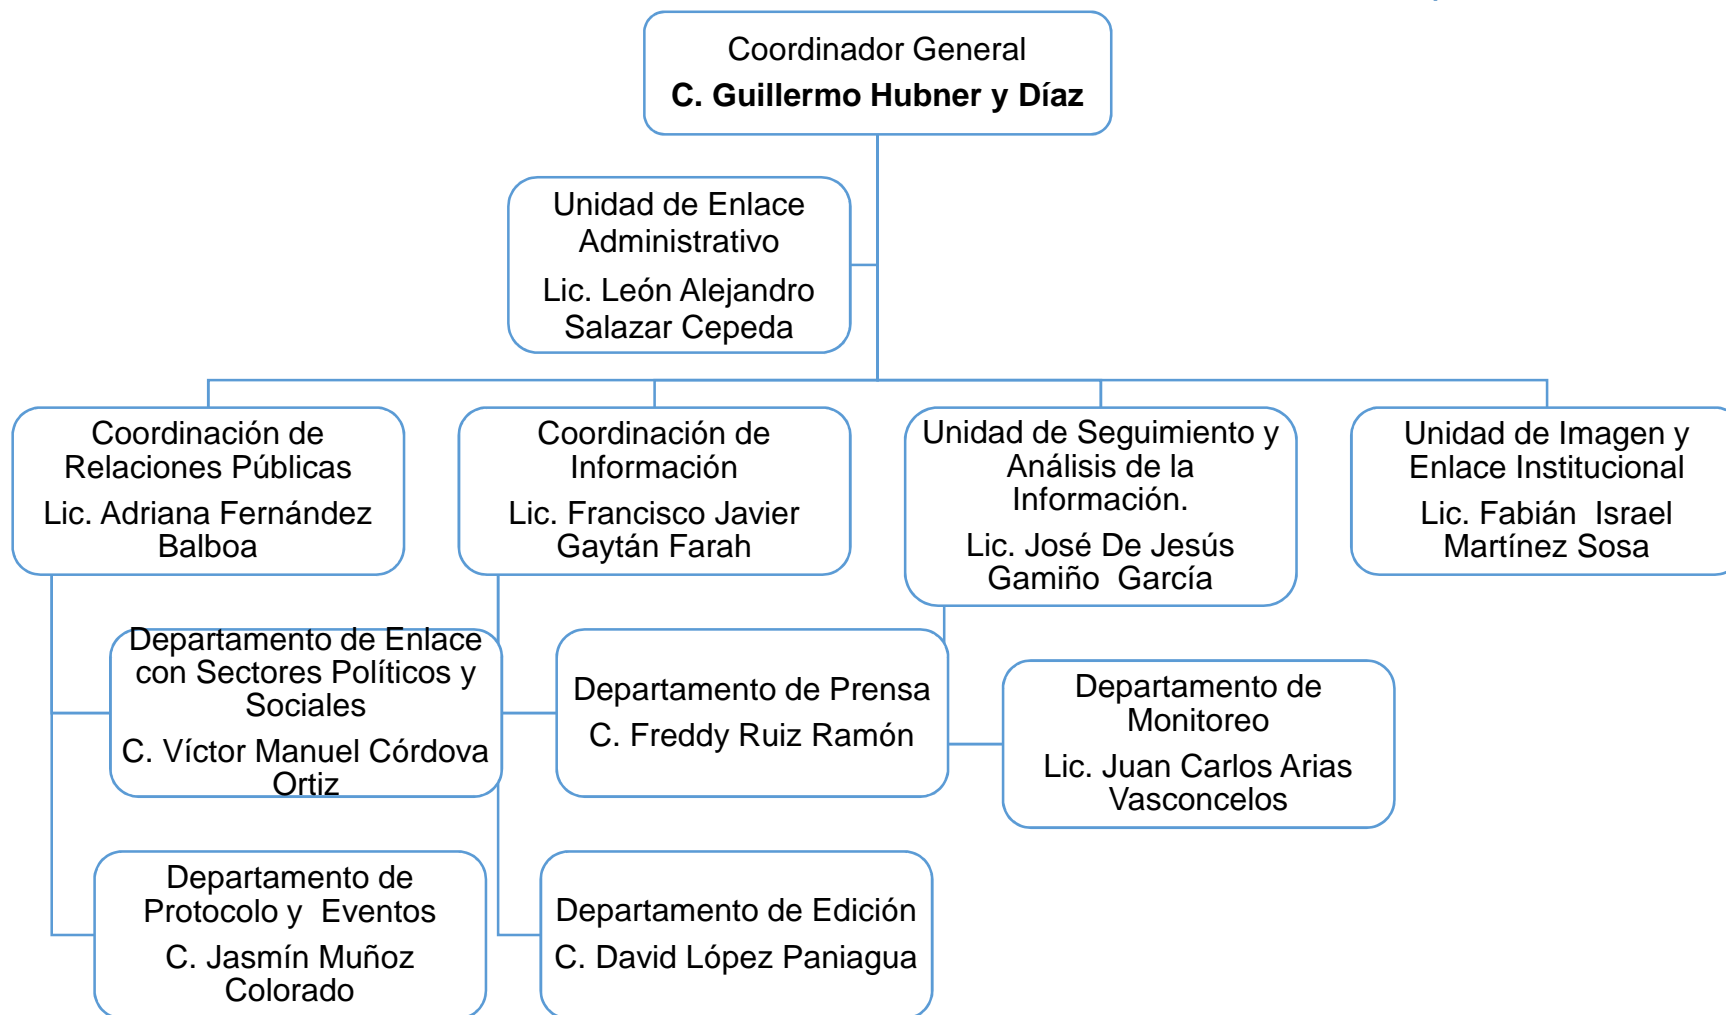 Coordinador General
C. Guillermo Hubner y Díaz
Unidad de Enlace
Administrativo
Lic. León Alejandro
Salazar Cepeda
Coordinación de
Relaciones Públicas
Lic. Adriana Fernández
Balboa
Coordinación de
Información
Lic. Francisco Javier
Gaytán Farah
Unidad de Seguimiento y
Análisis de la
Información.
Lic. José De Jesús
Gamiño  García
Unidad de Imagen y
Enlace Institucional
Lic. Fabián  Israel
Martínez Sosa
Departamento de Enlace
con Sectores Políticos y
Sociales
C. Víctor Manuel Córdova
Ortiz
Departamento de Prensa
C. Freddy Ruiz Ramón
Departamento de
Monitoreo
Lic. Juan Carlos Arias
Vasconcelos
Departamento de
Protocolo y  Eventos
C. Jasmín Muñoz
Colorado
Departamento de Edición
C. David López Paniagua